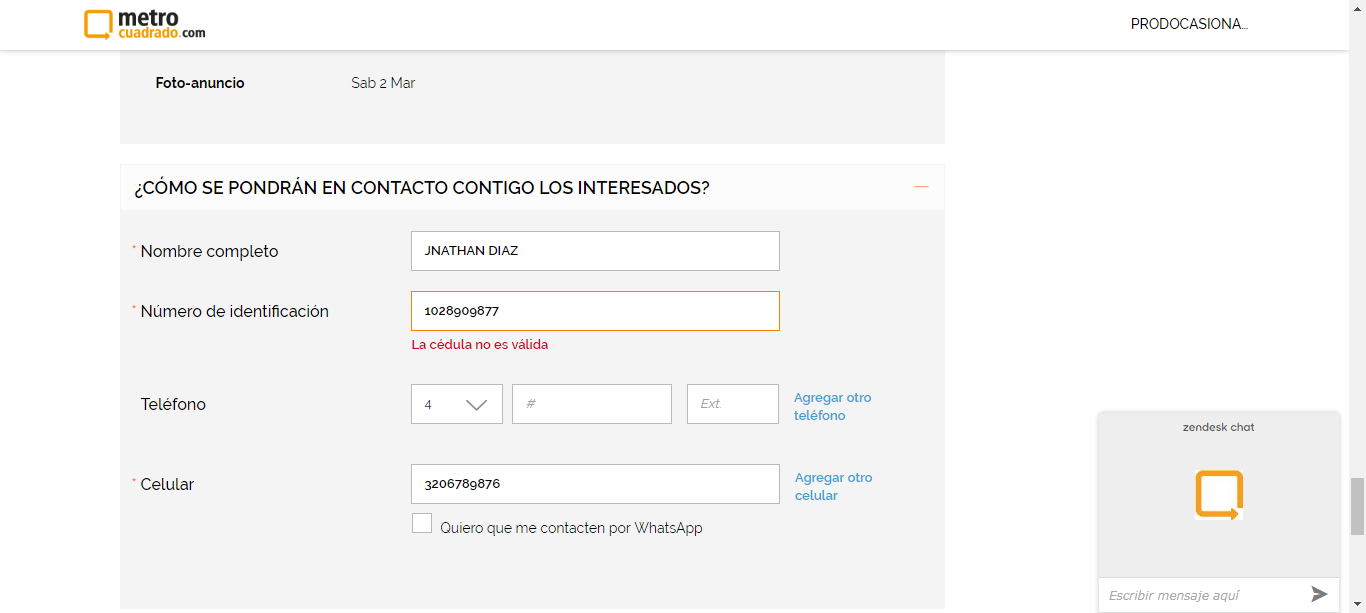 metro
cuadrado.com
PRODOCASIONA...
Foto-anuncio Sab 2 Mar
¿CÓMO SE PONDRÁN EN CONTACTO CONTIGO LOS INTERESADOS?
* Nombre completo JNATHAN DIAZ
* Número de identificación 1028909877
La cédula no es válida
Teléfono 4 # Ext. Agregar otro
teléfono
* Celular 3206789876 Agregar otro
celular
Quiero que me contacten por WhatsApp
zendesk chat
Escribir mensaje aquí